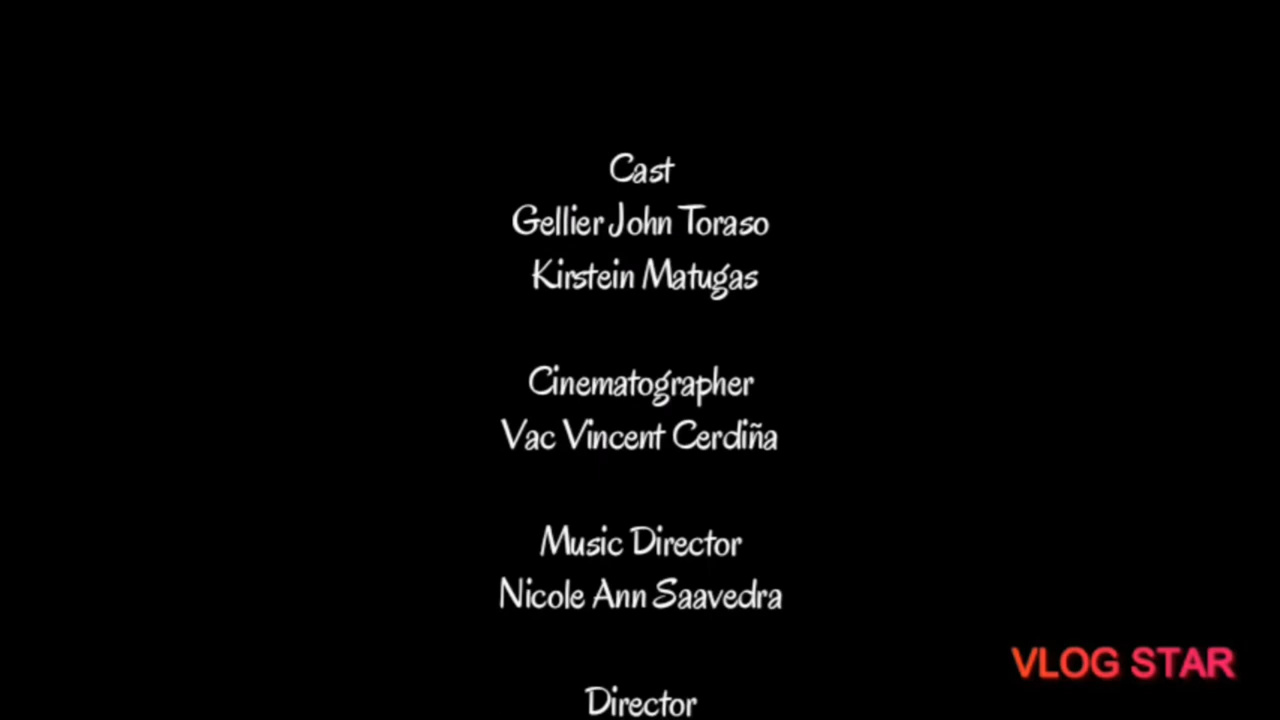 Cast
Gellier John Toraso
Kirstein Matugas
Cinematographer
Vac Vincent Cerdiña
Music Director
Nicole Ann Saavedra
VLOG STAR
Director